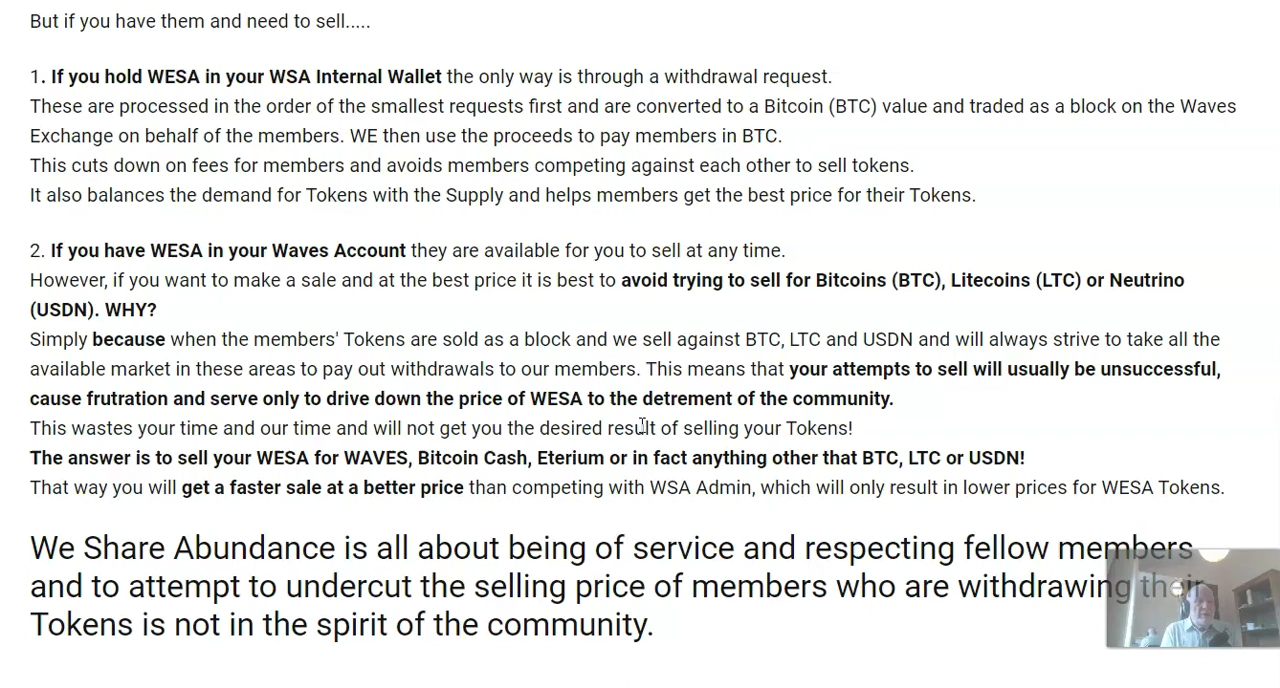 But if you have them and need to sell.....
1. If you hold WESA in your WSA Internal Wallet the only way is through a withdrawal request.
These are processed in the order of the smallest requests first and are converted to a Bitcoin (BTC) value and traded as a block on the Waves
Exchange on behalf of the members. WE then use the proceeds to pay members in BTC.
This cuts down on fees for members and avoids members competing against each other to sell tokens.
It also balances the demand for Tokens with the Supply and helps members get the best price for their Tokens.
2. If you have WESA in your Waves Account they are available for you to sell at any time.
However, if you want to make a sale and at the best price it is best to avoid trying to sell for Bitcoins (BTC), Litecoins (LTC) or Neutrino
(USDN). WHY?
Simply because when the members' Tokens are sold as a block and we sell against BTC, LTC and USDN and will always strive to take all the
available market in these areas to pay out withdrawals to our members. This means that your attempts to sell will usually be unsuccessful,
cause frutration and serve only to drive down the price of WESA to the detrement of the community.
This wastes your time and our time and will not get you the desired result of selling your Tokens!
The answer is to sell your WESA for WAVES, Bitcoin Cash, Eterium or in fact anything other that BTC, LTC or USDN!
That way you will get a faster sale at a better price than competing with WSA Admin, which will only result in lower prices for WESA Tokens.
We Share Abundance is all about being of service and respecting fellow members
and to attempt to undercut the selling price of members who are withdrawing their
Tokens is not in the spirit of the community.